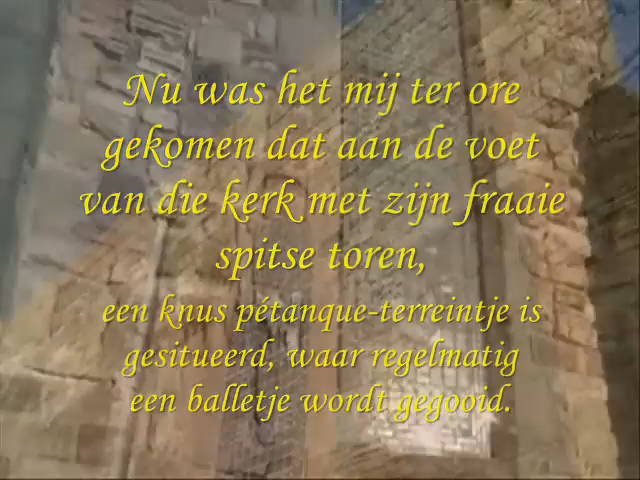 Nu was het mij ter ore
gekomen dat aan de voet
van die kerk met zijn fraaie
spitse toren,
een knus pétanque-terreintje is
gesitueerd, waar regelmatig
een balletje wordt gegooid.